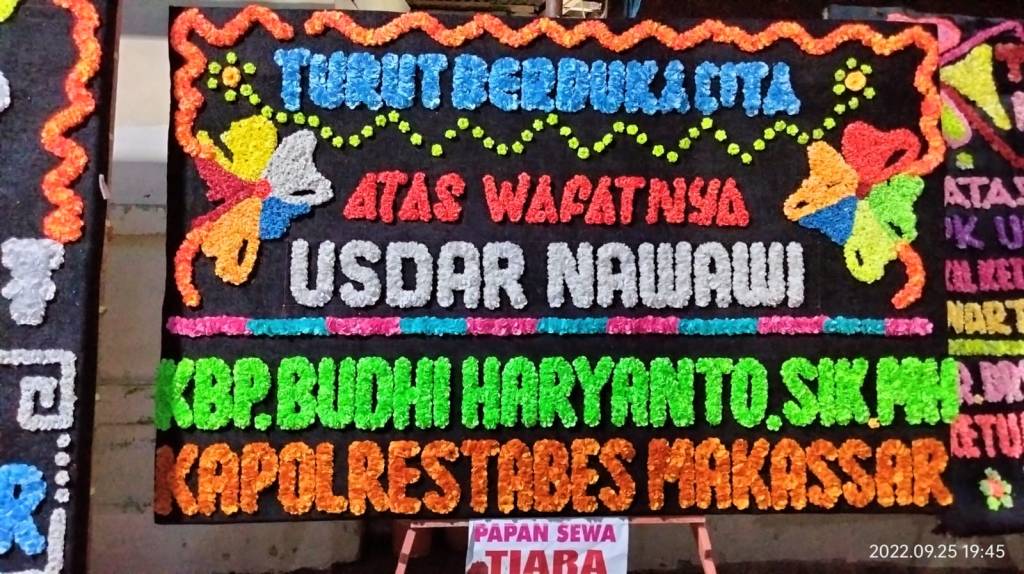 TURUT BERDUKA CITA
ATAS WAFATNYA
USDAR NAWAWI
KBP.BUDHI HARYANTO.SIK.MH
KAPOLRESTABES MAKASSAR
PAPAN SEWA
TIARA
2022.09.25 19:45